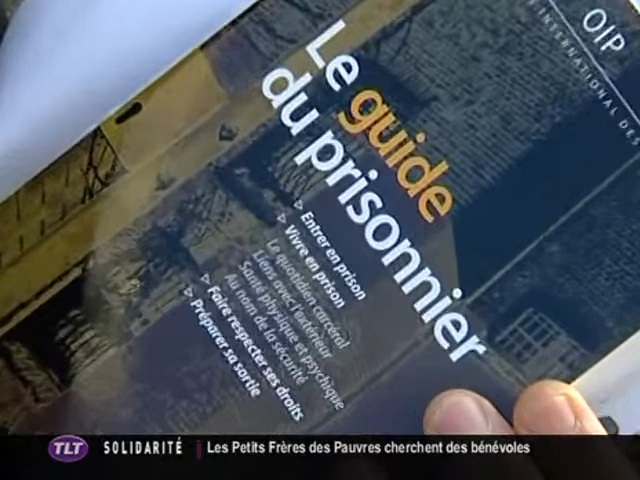 OIP
INTERNATIONAL DES
Le guide
du prisonnier
Entrer en prison
Vivre en prison
Le quotidien carcéral
Liens avec l'extérieur
Santé physique et psychique
Au nom de la sécurité
Faire respecter ses droits
Préparer sa sortie
TLT SOLIDARITÉ Les Petits Frères des Pauvres cherchent des bénévoles